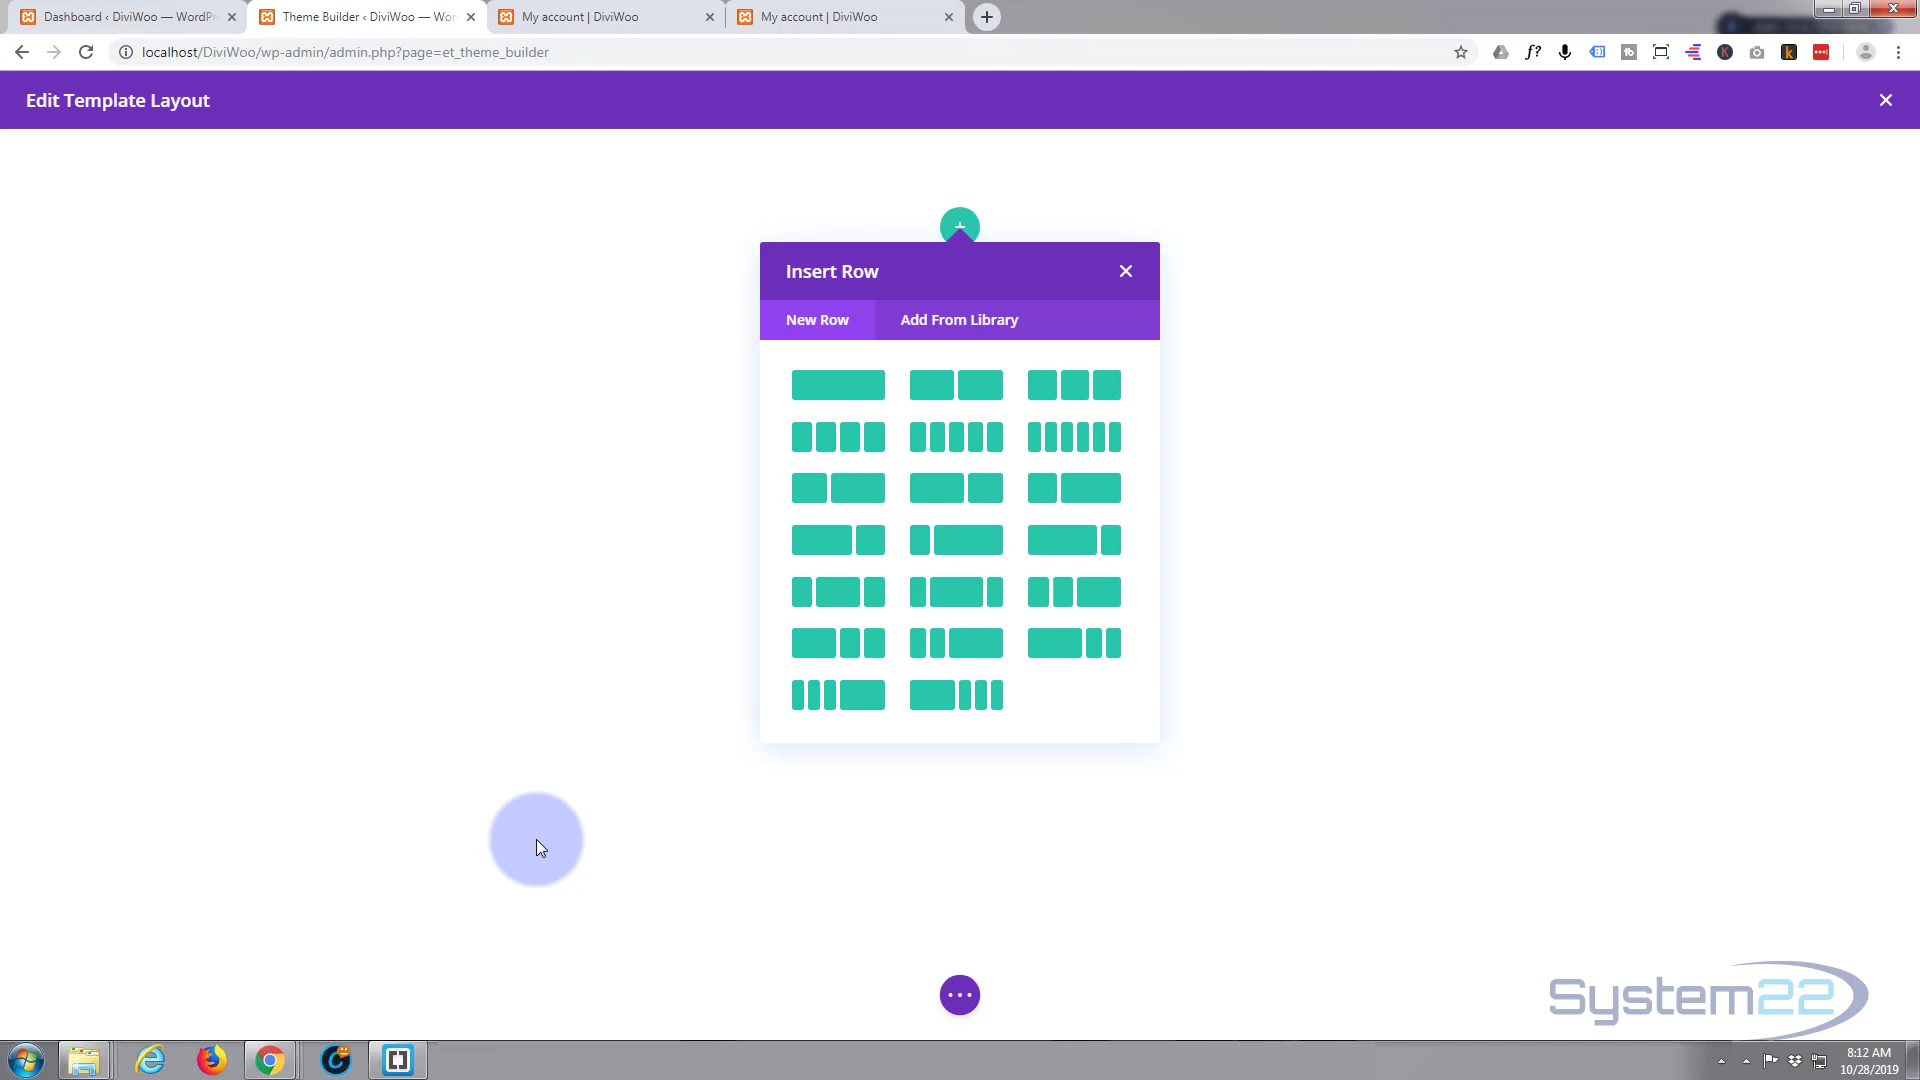 Dashboard ‹ DiviWoo — WordPr
Theme Builder ‹ DiviWoo — Wor
My account | DiviWoo
My account | DiviWoo
localhost/DiviWoo/wp-admin/admin.php?page=et_theme_builder
Edit Template Layout
Insert Row
New Row
Add From Library
System22
8:12 AM
10/28/2019